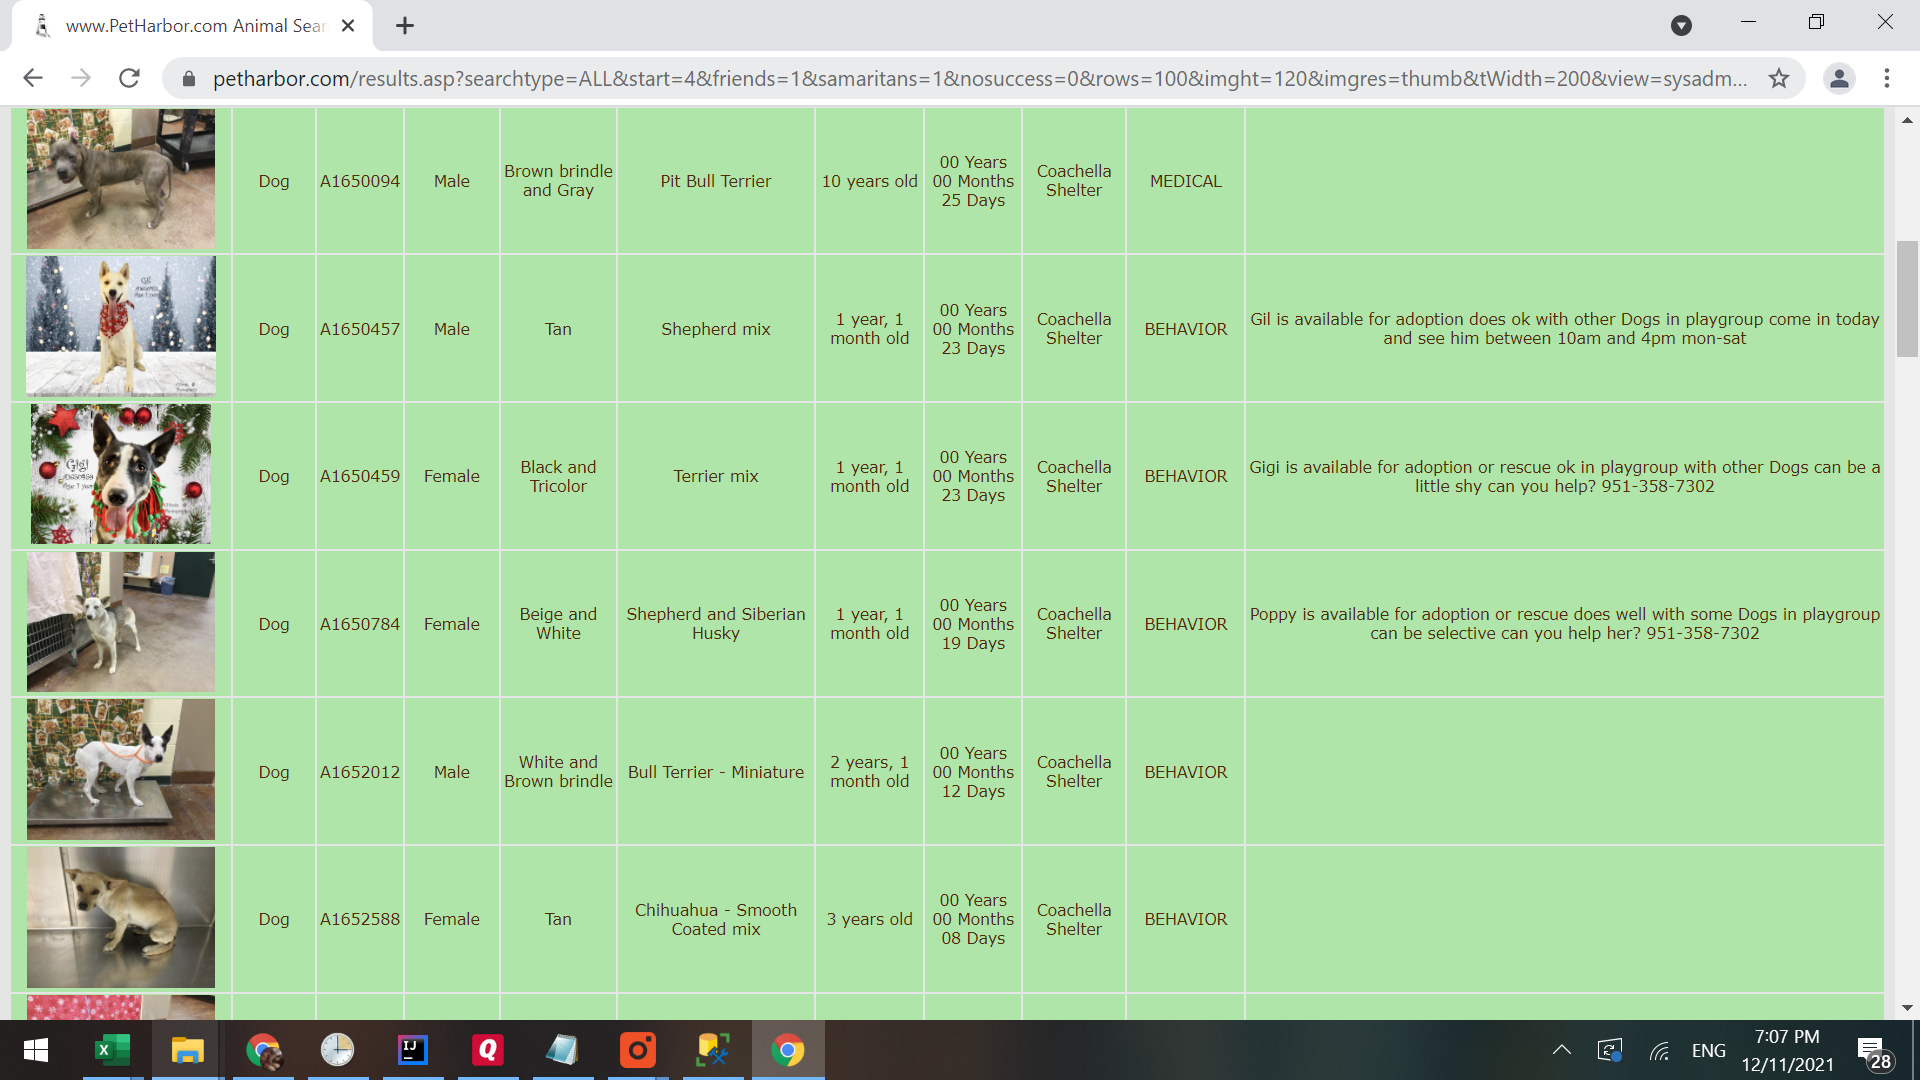 www.PetHarbor.com Animal Sear
petharbor.com/results.asp?searchtype=ALL&start=4&friends=1&samaritans=1&nosuccess=0&rows=100&imght=120&imgres=thumb&tWidth=200&view=sysadm...
Dog
A1650094
Male
Brown brindle
and Gray
Pit Bull Terrier
10 years old
00 Years
00 Months
25 Days
Coachella
Shelter
MEDICAL
Gil
Dog
A1650457
Male
Tan
Shepherd mix
1 year, 1
month old
00 Years
00 Months
23 Days
Coachella
Shelter
BEHAVIOR
Gil is available for adoption does ok with other Dogs in playgroup come in today
and see him between 10am and 4pm mon-sat
Gigi
Dog
A1650459
Female
Black and
Tricolor
Terrier mix
1 year, 1
month old
00 Years
00 Months
23 Days
Coachella
Shelter
BEHAVIOR
Gigi is available for adoption or rescue ok in playgroup with other Dogs can be a
little shy can you help? 951-358-7302
Dog
A1650784
Female
Beige and
White
Shepherd and Siberian
Husky
1 year, 1
month old
00 Years
00 Months
19 Days
Coachella
Shelter
BEHAVIOR
Poppy is available for adoption or rescue does well with some Dogs in playgroup
can be selective can you help her? 951-358-7302
Dog
A1652012
Male
White and
Brown brindle
Bull Terrier - Miniature
2 years, 1
month old
00 Years
00 Months
12 Days
Coachella
Shelter
BEHAVIOR
Dog
A1652588
Female
Tan
Chihuahua - Smooth
Coated mix
3 years old
00 Years
00 Months
08 Days
Coachella
Shelter
BEHAVIOR
X
IJ
Q
ENG
7:07 PM
12/11/2021
28